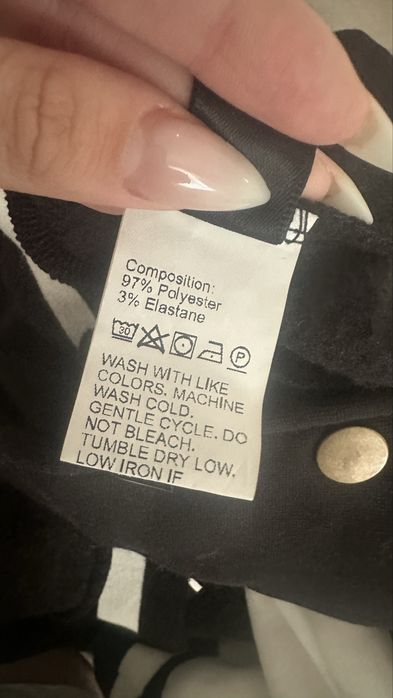 Composition:
97% Polyester
3% Elastane
30 P
WASH WITH LIKE
COLORS. MACHINE
WASH COLD.
GENTLE CYCLE. DO
NOT BLEACH.
TUMBLE DRY LOW.
LOW IRON IF